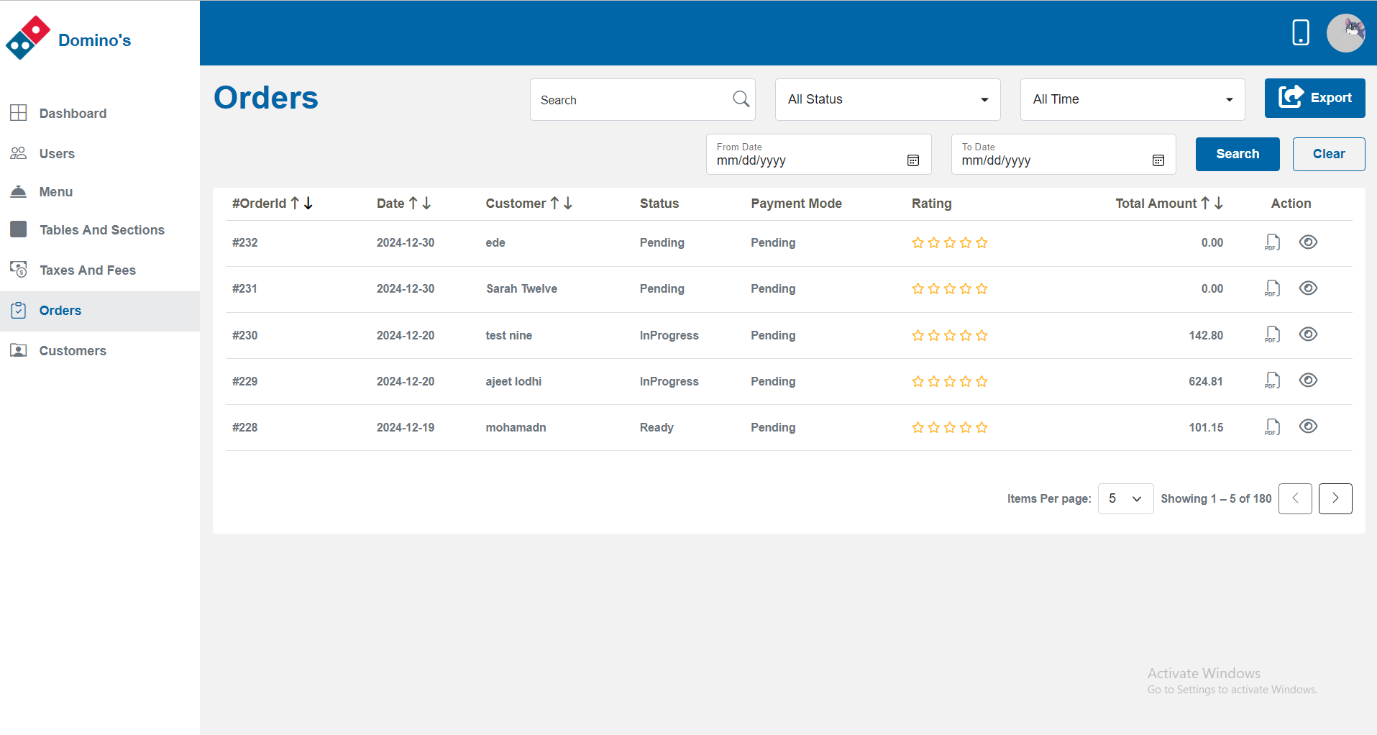 Domino's
Dashboard
Users
Menu
Tables And Sections
Taxes And Fees
Orders
Customers
Orders
Search
All Status
All Time
Export
From Date
mm/dd/yyyy
To Date
mm/dd/yyyy
Search
Clear
#OrderId Date Customer Status Payment Mode Rating Total Amount Action
#232 2024-12-30 ede Pending Pending 0.00 PDF
#231 2024-12-30 Sarah Twelve Pending Pending 0.00 PDF
#230 2024-12-20 test nine InProgress Pending 142.80 PDF
#229 2024-12-20 ajeet lodhi InProgress Pending 624.81 PDF
#228 2024-12-19 mohamadn Ready Pending 101.15 PDF
Items Per page: 5 Showing 1 – 5 of 180
Activate Windows
Go to Settings to activate Windows.